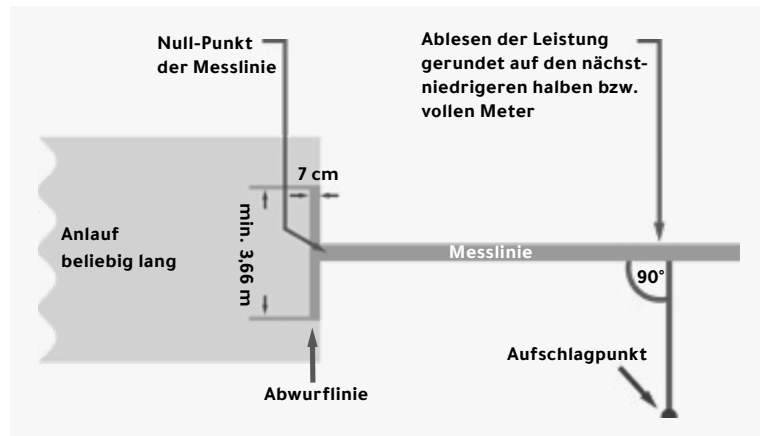 Null-Punkt
der Messlinie
Ablesen der Leistung
gerundet auf den nächst-
niedrigeren halben bzw.
vollen Meter
7 cm
min. 3,66 m
Anlauf
beliebig lang
Messlinie
90°
Aufschlagpunkt
Abwurflinie